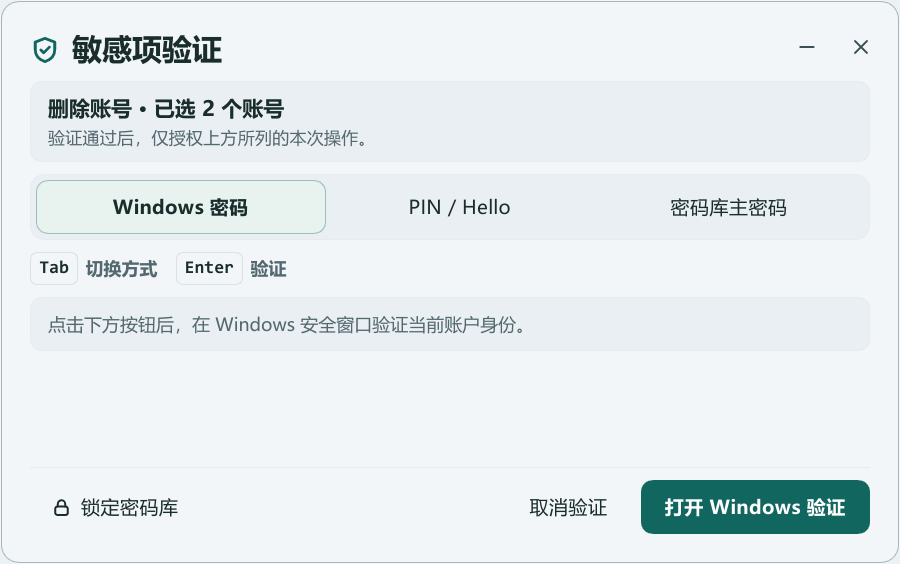 敏感项验证
删除账号 • 已选 2 个账号
验证通过后，仅授权上方所列的本次操作。
Windows 密码 PIN / Hello 密码库主密码
Tab 切换方式 Enter 验证
点击下方按钮后，在 Windows 安全窗口验证当前账户身份。
锁定密码库 取消验证 打开 Windows 验证